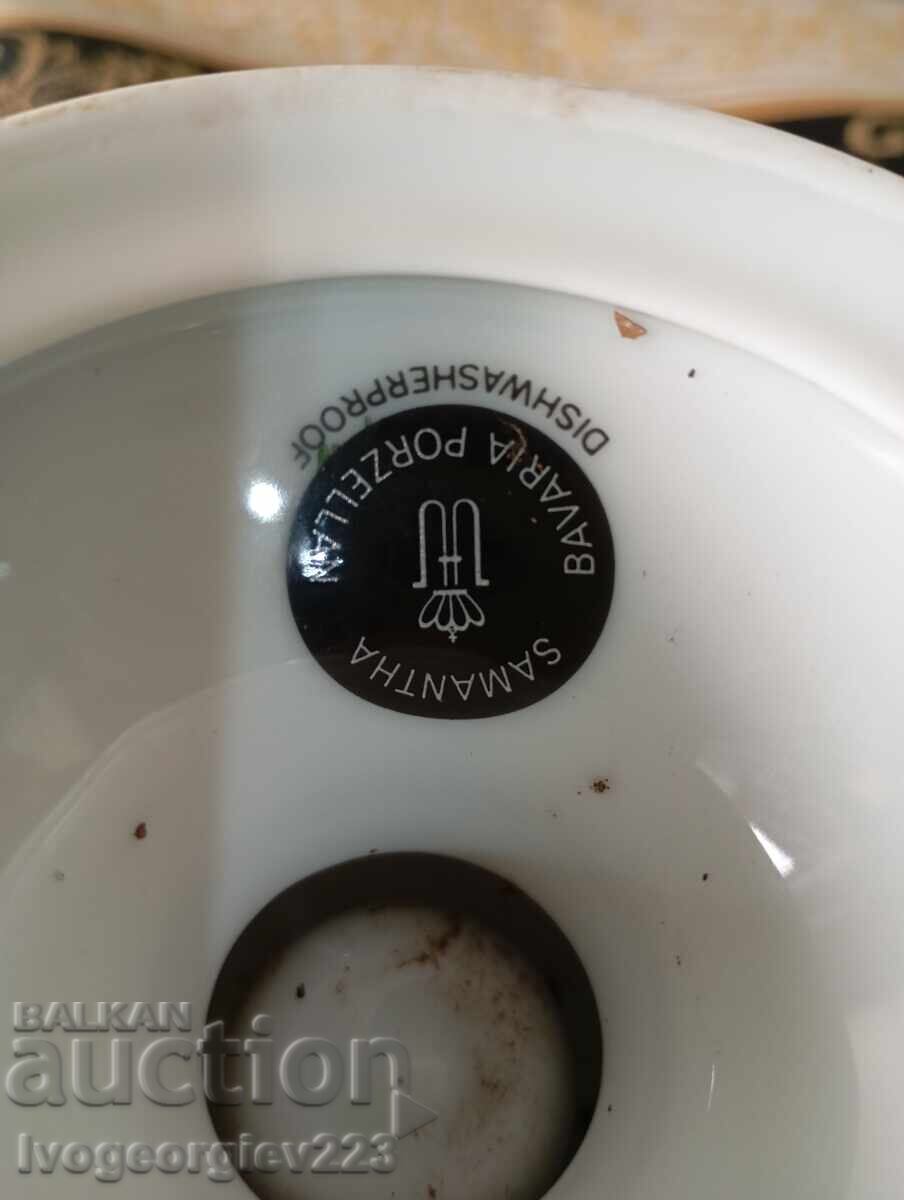 SAMANTHA
BAVARIA PORZELLAN
DISHWASHERPROOF
BALKAN
auction
Ivogeorgiev223